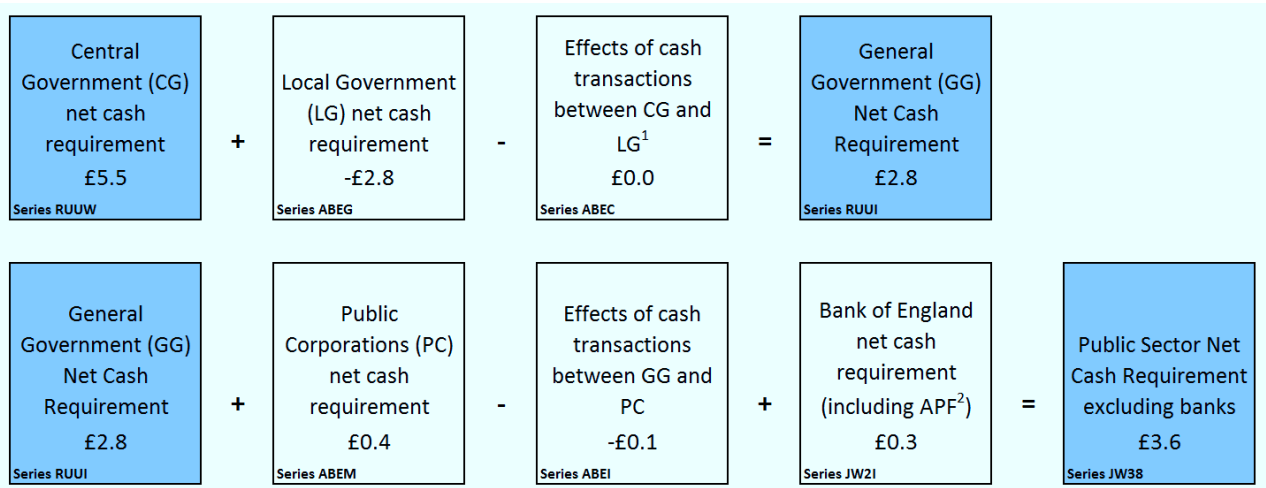 Central
Government (CG)
net cash
requirement
£5.5
Series RUUW
+
Local Government
(LG) net cash
requirement
-£2.8
Series ABEG
-
Effects of cash
transactions
between CG and
LG¹
£0.0
Series ABEC
=
General
Government (GG)
Net Cash
Requirement
£2.8
Series RUUI
General
Government (GG)
Net Cash
Requirement
£2.8
Series RUUI
+
Public
Corporations (PC)
net cash
requirement
£0.4
Series ABEM
-
Effects of cash
transactions
between GG and
PC
-£0.1
Series ABEI
+
Bank of England
net cash
requirement
(including APF²)
£0.3
Series JW2I
=
Public Sector Net
Cash Requirement
excluding banks
£3.6
Series JW38